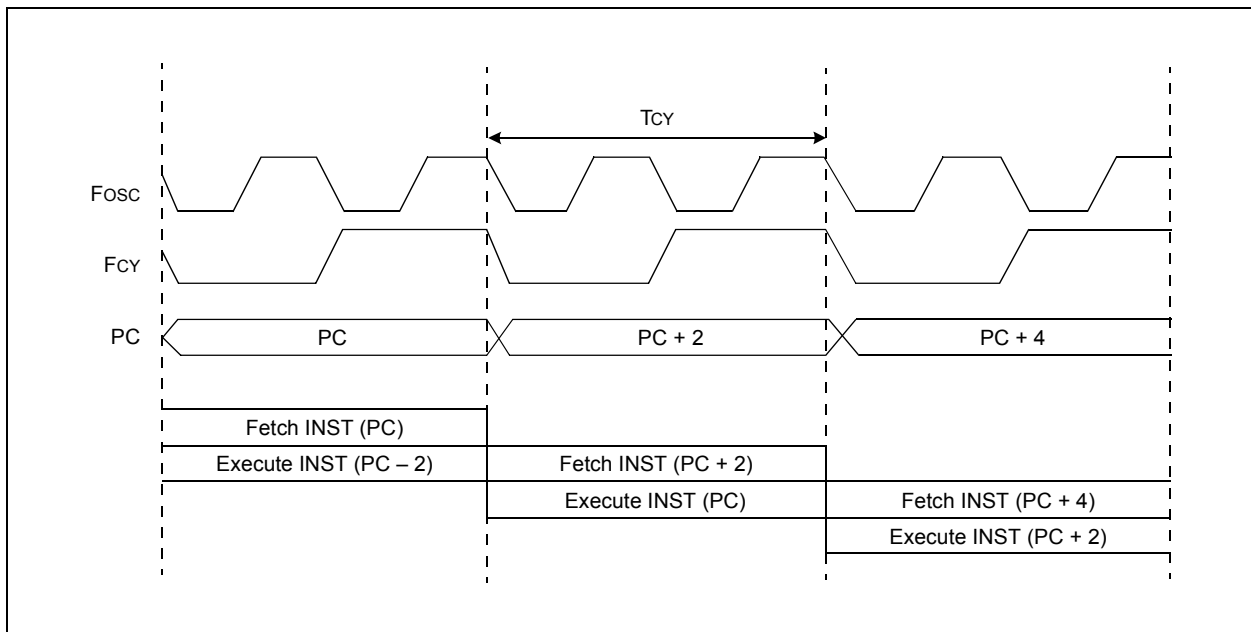 TCY
FOSC
FCY
PC PC PC + 2 PC + 4
Fetch INST (PC)
Execute INST (PC – 2) Fetch INST (PC + 2)
Execute INST (PC) Fetch INST (PC + 4)
Execute INST (PC + 2)